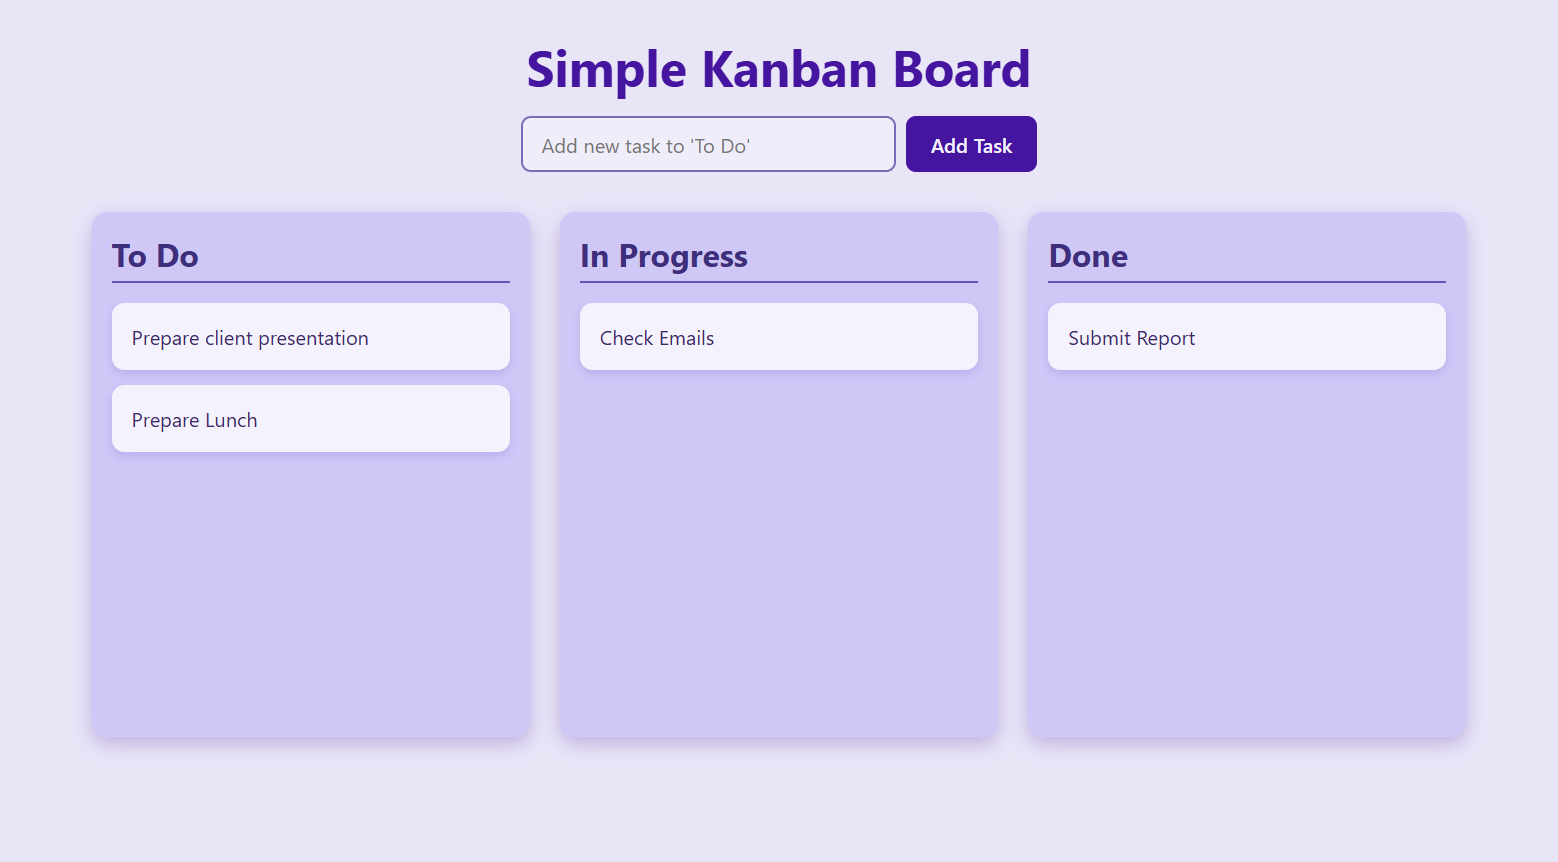 Simple Kanban Board
Add new task to 'To Do'
Add Task
To Do
Prepare client presentation
Prepare Lunch
In Progress
Check Emails
Done
Submit Report